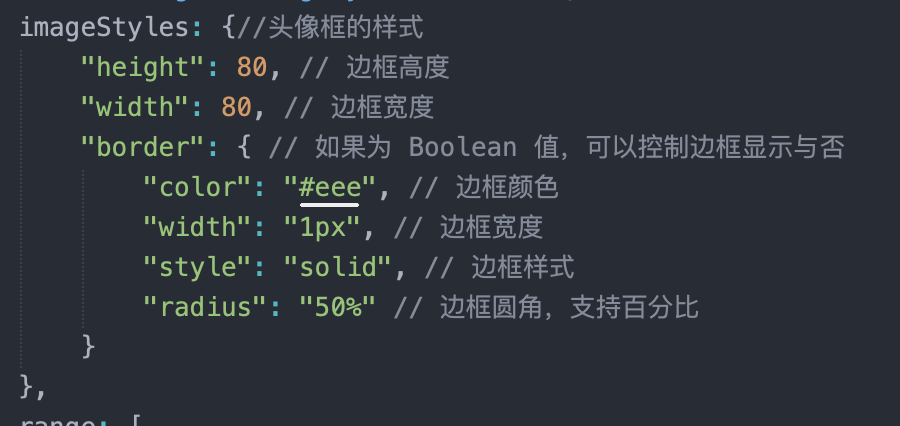 imageStyles: {//头像框的样式
"height": 80, // 边框高度
"width": 80, // 边框宽度
"border": { // 如果为 Boolean 值，可以控制边框显示与否
"color": "#eee", // 边框颜色
"width": "1px", // 边框宽度
"style": "solid", // 边框样式
"radius": "50%" // 边框圆角，支持百分比
}
},
range: [